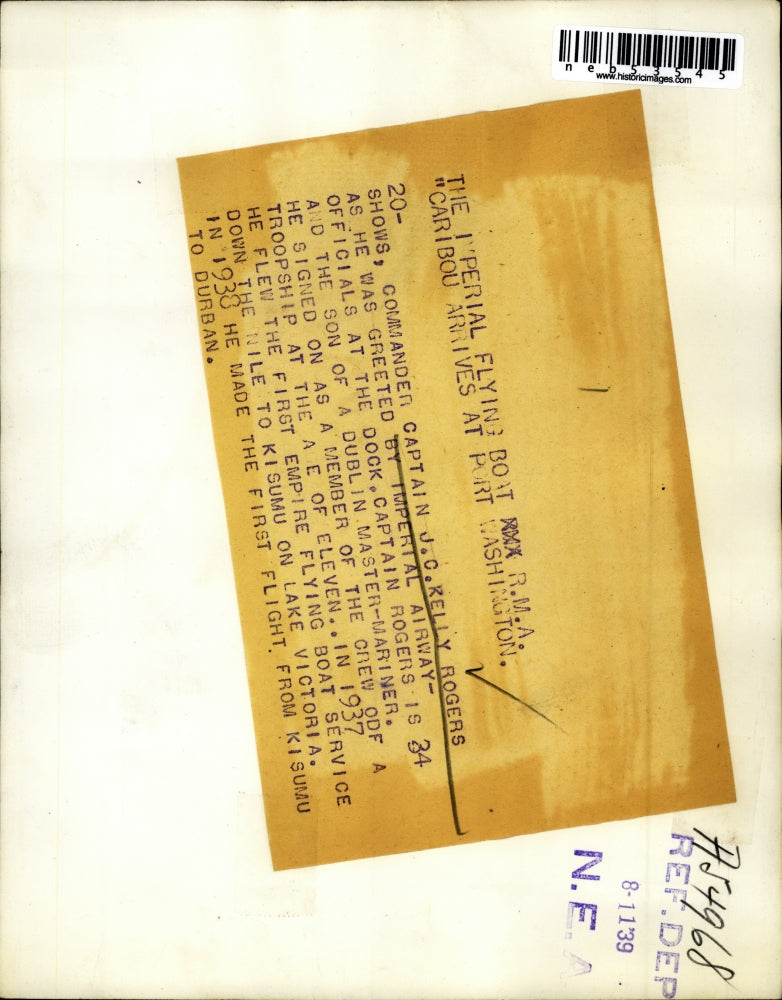 neb53545
www.historicimages.com
THE I PERIAL FLYING BOAT XXXX R.M.A.
"CARIBOU ARRIVES AT PORT WASHINGTON.
20-
SHOWS, COMMANDER CAPTAIN J.C.KELLY ROGERS
AS HE WAS GREETED BY IMPERIAL AIRWAY-
OFFICIALS AT THE DOCK.CAPTAIN ROGERS IS 34
AND THE SON OF A DUBLIN MASTER-MARINER.
HE SIGNED ON AS A MEMBER OF THE CREW ODF A
TROOPSHIP AT THE A E OF ELEVEN..IN 1937
HE FLEW THE FIRST EMPIRE FLYING BOAT SERVICE
DOWN THE NILE TO KISUMU ON LAKE VICTORIA.
IN 1938 HE MADE THE FIRST FLIGHT FROM KISUMU
TO DURBAN.
A54968
REF.DEP
8-11 39
N.E.A